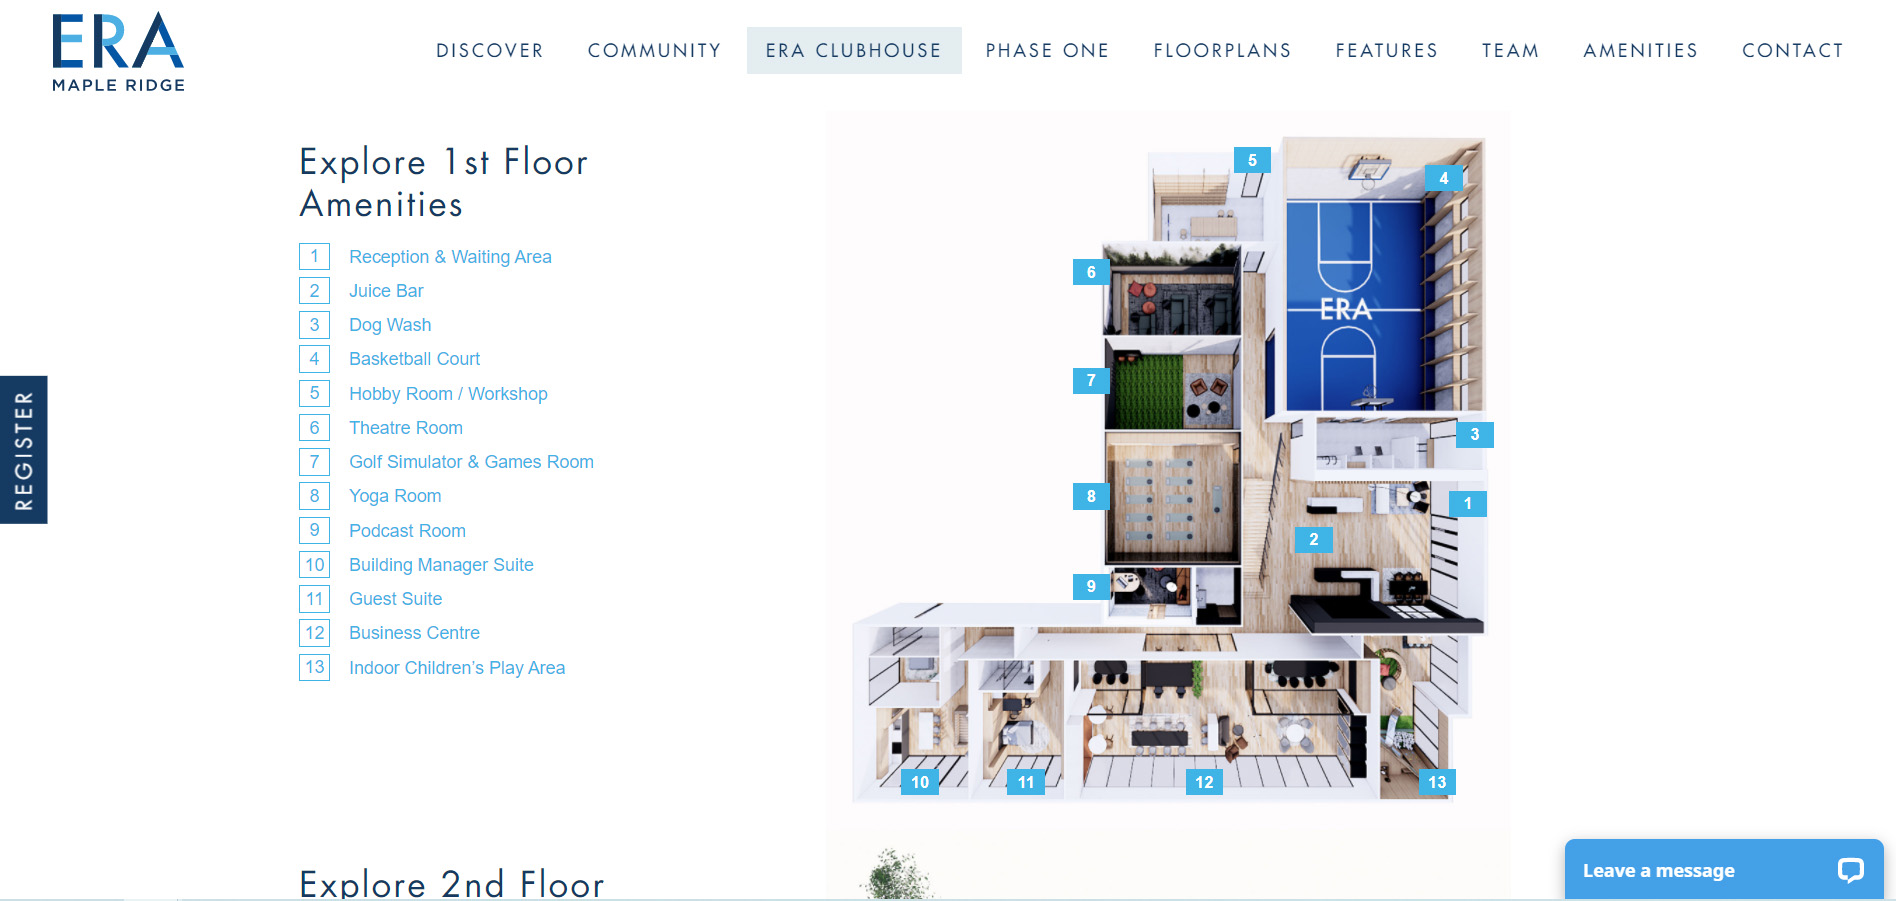 ERA
MAPLE RIDGE
DISCOVER
COMMUNITY
ERA CLUBHOUSE
PHASE ONE
FLOORPLANS
FEATURES
TEAM
AMENITIES
CONTACT
Explore 1st Floor
Amenities
1 Reception & Waiting Area
2 Juice Bar
3 Dog Wash
4 Basketball Court
5 Hobby Room / Workshop
6 Theatre Room
7 Golf Simulator & Games Room
8 Yoga Room
9 Podcast Room
10 Building Manager Suite
11 Guest Suite
12 Business Centre
13 Indoor Children’s Play Area
REGISTER
5
4
6
ERA
7
3
8
1
2
9
10
11
12
13
Explore 2nd Floor
Leave a message